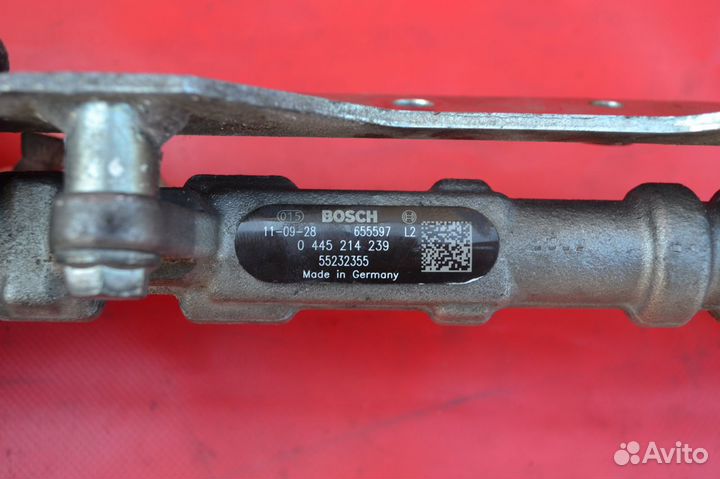 015 BOSCH
11-09-28 655597 L2
0 445 214 239
55232355
Made in Germany
Avito